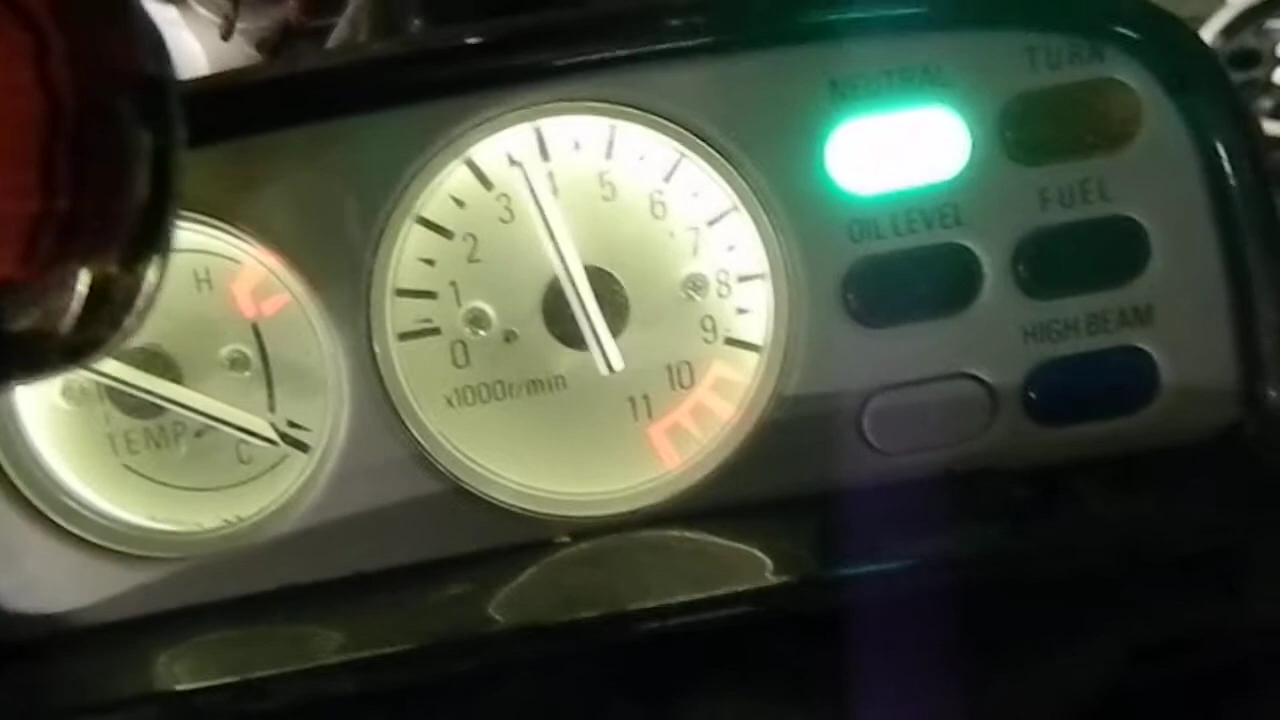 NEUTRAL
TURN
OIL LEVEL
FUEL
HIGH BEAM
0
1
2
3
4
5
6
7
8
9
10
11
x1000r/min
H
TEMP
C